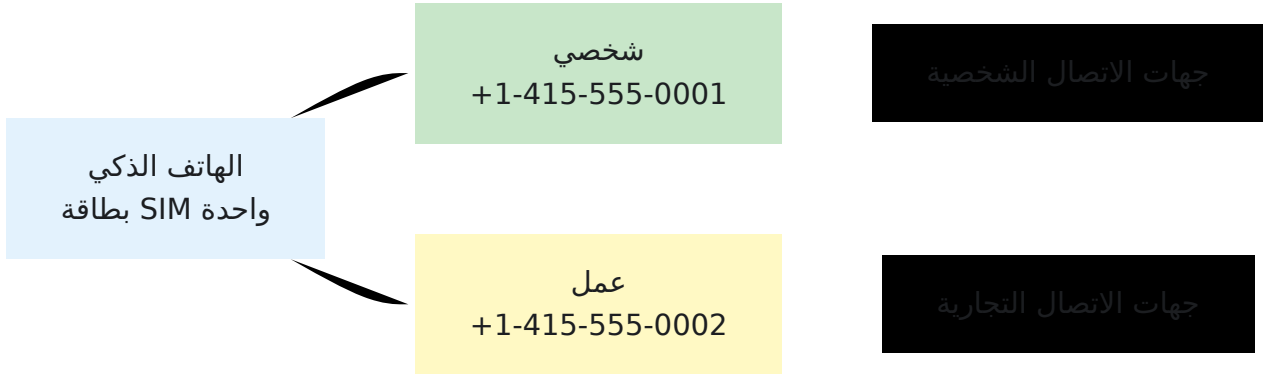 الهاتف الذكي
بطاقة SIM واحدة
شخصي
+1-415-555-0001
جهات الاتصال الشخصية
عمل
+1-415-555-0002
جهات الاتصال التجارية